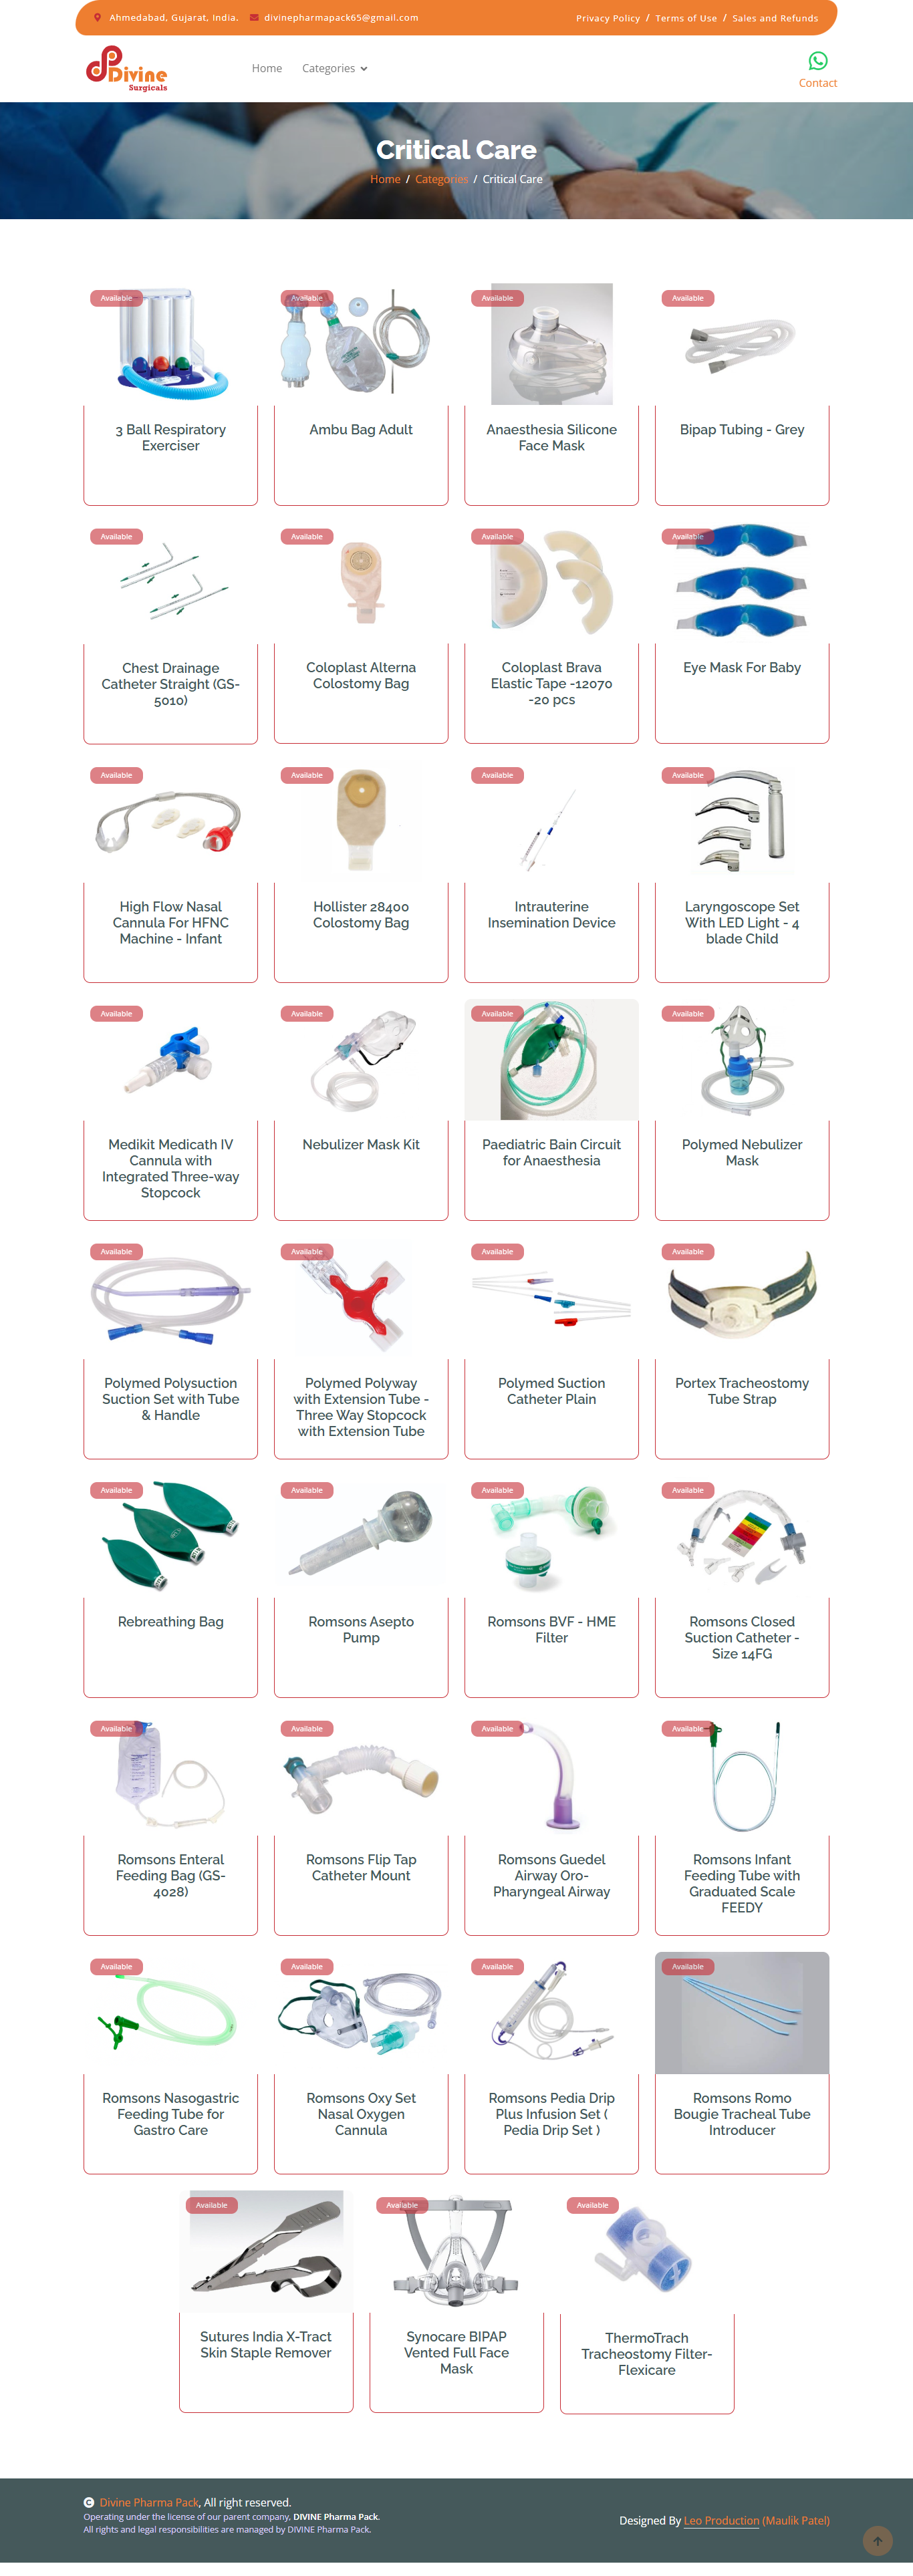 Ahmedabad, Gujarat, India. divinepharmapack65@gmail.com Privacy Policy / Terms of Use / Sales and Refunds
Divine
Surgicals
Home Categories
Contact
Critical Care
Home / Categories / Critical Care
Available Available Available Available
3 Ball Respiratory
Exerciser
Ambu Bag Adult
Anaesthesia Silicone
Face Mask
Bipap Tubing - Grey
Available Available Available Available
Chest Drainage
Catheter Straight (GS-
5010)
Coloplast Alterna
Colostomy Bag
Coloplast Brava
Elastic Tape -12070
-20 pcs
Eye Mask For Baby
Available Available Available Available
High Flow Nasal
Cannula For HFNC
Machine - Infant
Hollister 28400
Colostomy Bag
Intrauterine
Insemination Device
Laryngoscope Set
With LED Light - 4
blade Child
Available Available Available Available
Medikit Medicath IV
Cannula with
Integrated Three-way
Stopcock
Nebulizer Mask Kit
Paediatric Bain Circuit
for Anaesthesia
Polymed Nebulizer
Mask
Available Available Available Available
Polymed Polysuction
Suction Set with Tube
& Handle
Polymed Polyway
with Extension Tube -
Three Way Stopcock
with Extension Tube
Polymed Suction
Catheter Plain
Portex Tracheostomy
Tube Strap
Available Available Available Available
Rebreathing Bag
Romsons Asepto
Pump
Romsons BVF - HME
Filter
Romsons Closed
Suction Catheter -
Size 14FG
Available Available Available Available
Romsons Enteral
Feeding Bag (GS-
4028)
Romsons Flip Tap
Catheter Mount
Romsons Guedel
Airway Oro-
Pharyngeal Airway
Romsons Infant
Feeding Tube with
Graduated Scale
FEEDY
Available Available Available Available
Romsons Nasogastric
Feeding Tube for
Gastro Care
Romsons Oxy Set
Nasal Oxygen
Cannula
Romsons Pedia Drip
Plus Infusion Set (
Pedia Drip Set )
Romsons Romo
Bougie Tracheal Tube
Introducer
Available Available Available
Sutures India X-Tract
Skin Staple Remover
Synocare BIPAP
Vented Full Face
Mask
ThermoTrach
Tracheostomy Filter-
Flexicare
Divine Pharma Pack, All right reserved.
Operating under the license of our parent company, DIVINE Pharma Pack.
All rights and legal responsibilities are managed by DIVINE Pharma Pack.
Designed By Leo Production (Maulik Patel)